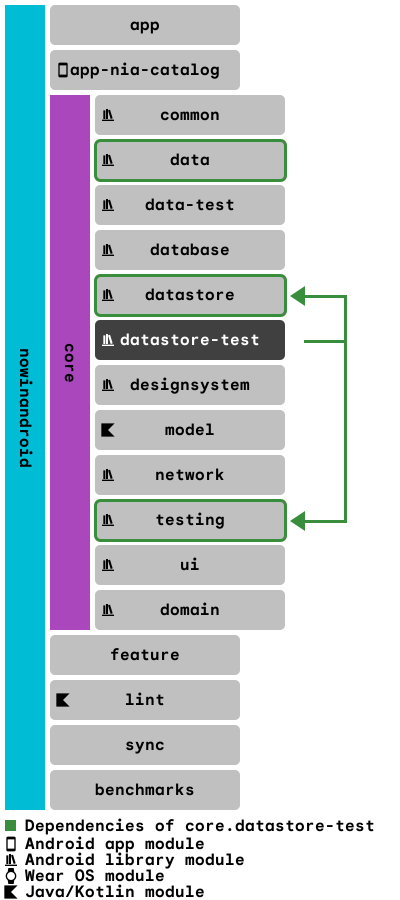 app
app-nia-catalog
common
data
data-test
database
datastore
datastore-test
designsystem
model
network
testing
ui
domain
core
nowinandroid
feature
lint
sync
benchmarks
Dependencies of core.datastore-test
Android app module
Android library module
Wear OS module
Java/Kotlin module